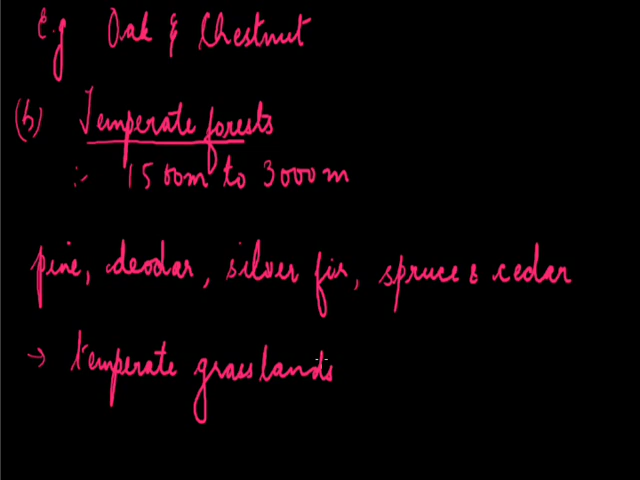 E.g Oak & Chestnut
(b) Temperate forests
:- 1500m to 3000m
pine, deodar, silver fir, spruce & cedar
→ temperate grasslands